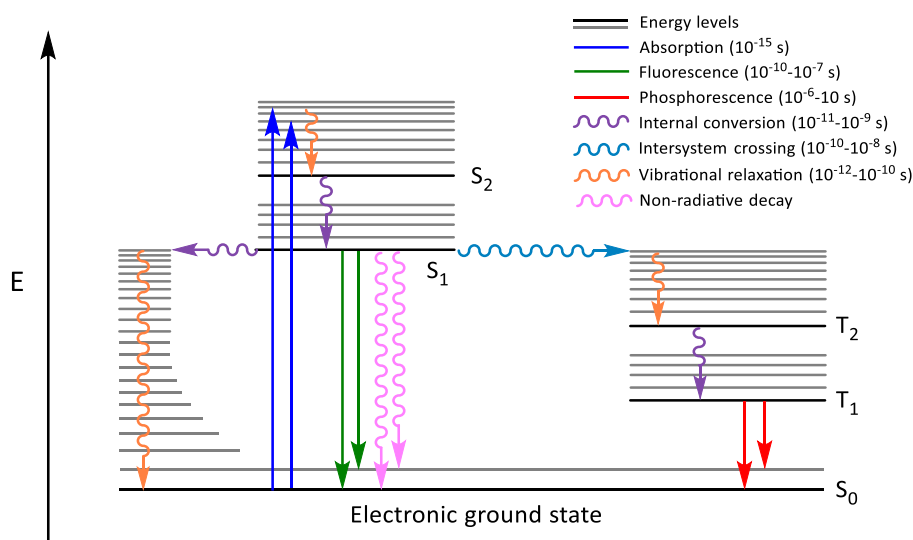 Energy levels
Absorption (10⁻¹⁵ s)
Fluorescence (10⁻¹⁰-10⁻⁷ s)
Phosphorescence (10⁻⁶-10 s)
Internal conversion (10⁻¹¹-10⁻⁹ s)
Intersystem crossing (10⁻¹⁰-10⁻⁸ s)
Vibrational relaxation (10⁻¹²-10⁻¹⁰ s)
Non-radiative decay
S₂
S₁
E
T₂
T₁
S₀
Electronic ground state